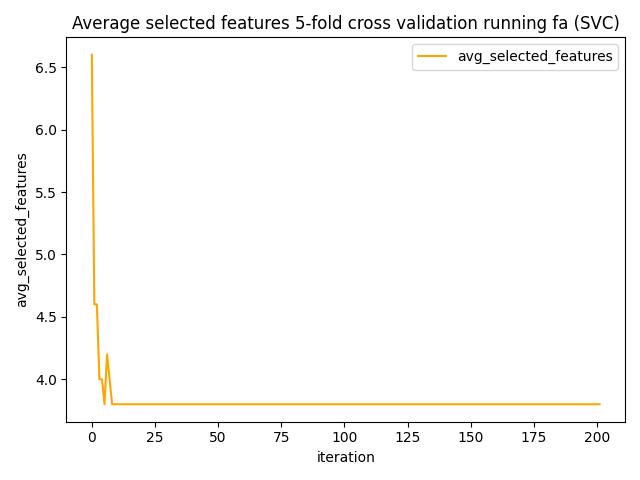 Average selected features 5-fold cross validation running fa (SVC)
avg_selected_features
6.5
6.0
5.5
5.0
4.5
4.0
avg_selected_features
0 25 50 75 100 125 150 175 200
iteration